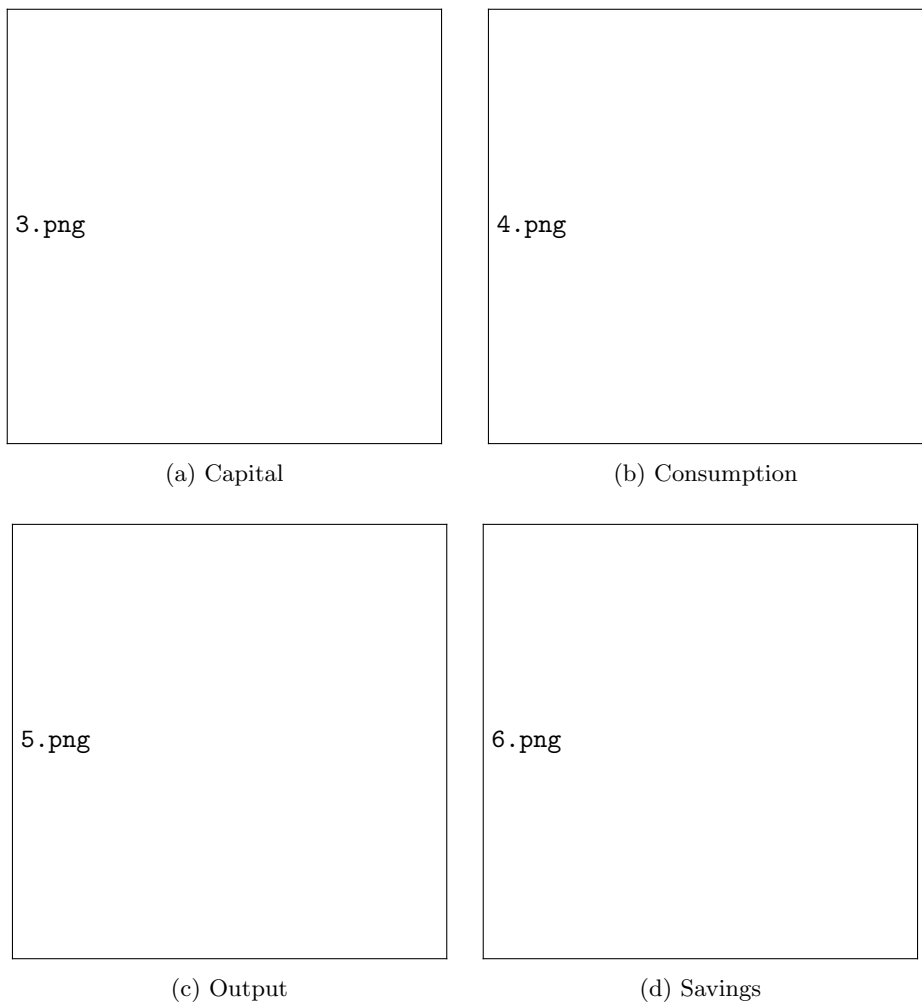 3.png
4.png
(a) Capital
(b) Consumption
5.png
6.png
(c) Output
(d) Savings